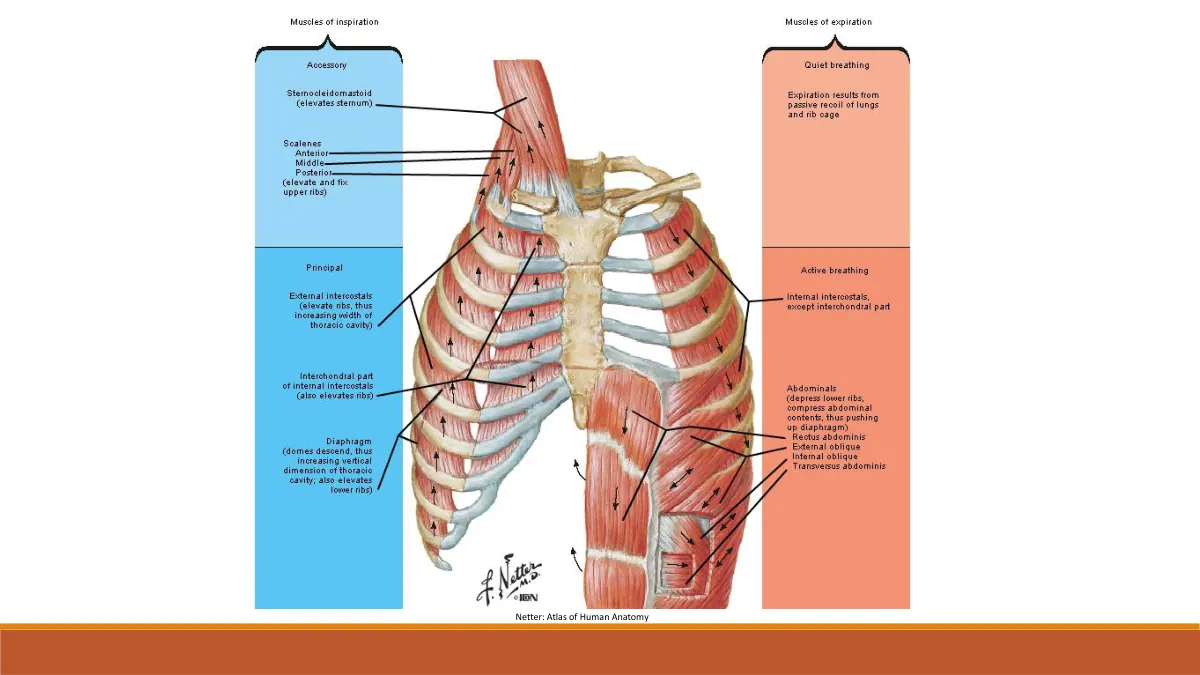 Muscles of inspiration
Accessory
Sternocleidomastoid
(elevates sternum)
Scalenes
Anterior
Middle
Posterior
(elevate and fix
upper ribs)
Principal
External intercostals
(elevate ribs, thus
increasing width of
thoracic cavity)
Interchondral part
of internal intercostals
(also elevates ribs)
Diaphragm
(domes descend, thus
increasing vertical
dimension of thoracic
cavity; also elevates
lower ribs)
Muscles of expiration
Quiet breathing
Expiration results from
passive recoil of lungs
and rib cage
Active breathing
Internal intercostals,
except interchondral part
Abdominals
(depress lower ribs,
compress abdominal
contents, thus pushing
up diaphragm)
Rectus abdominis
External oblique
Internal oblique
Transversus abdominis
F. Netter
M.D.
Netter: Atlas of Human Anatomy